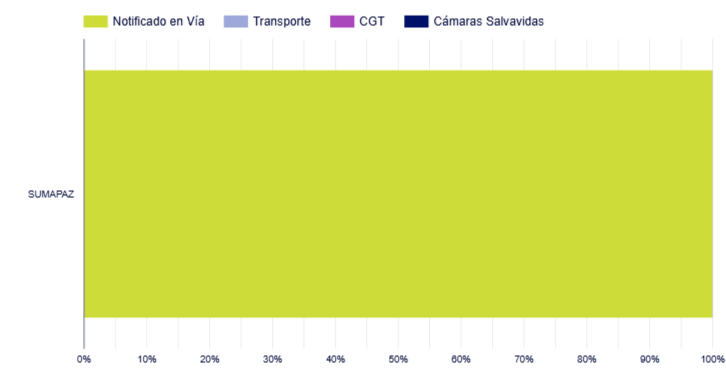 Notificado en Vía Transporte CGT Cámaras Salvavidas
SUMAPAZ
0% 10% 20% 30% 40% 50% 60% 70% 80% 90% 100%